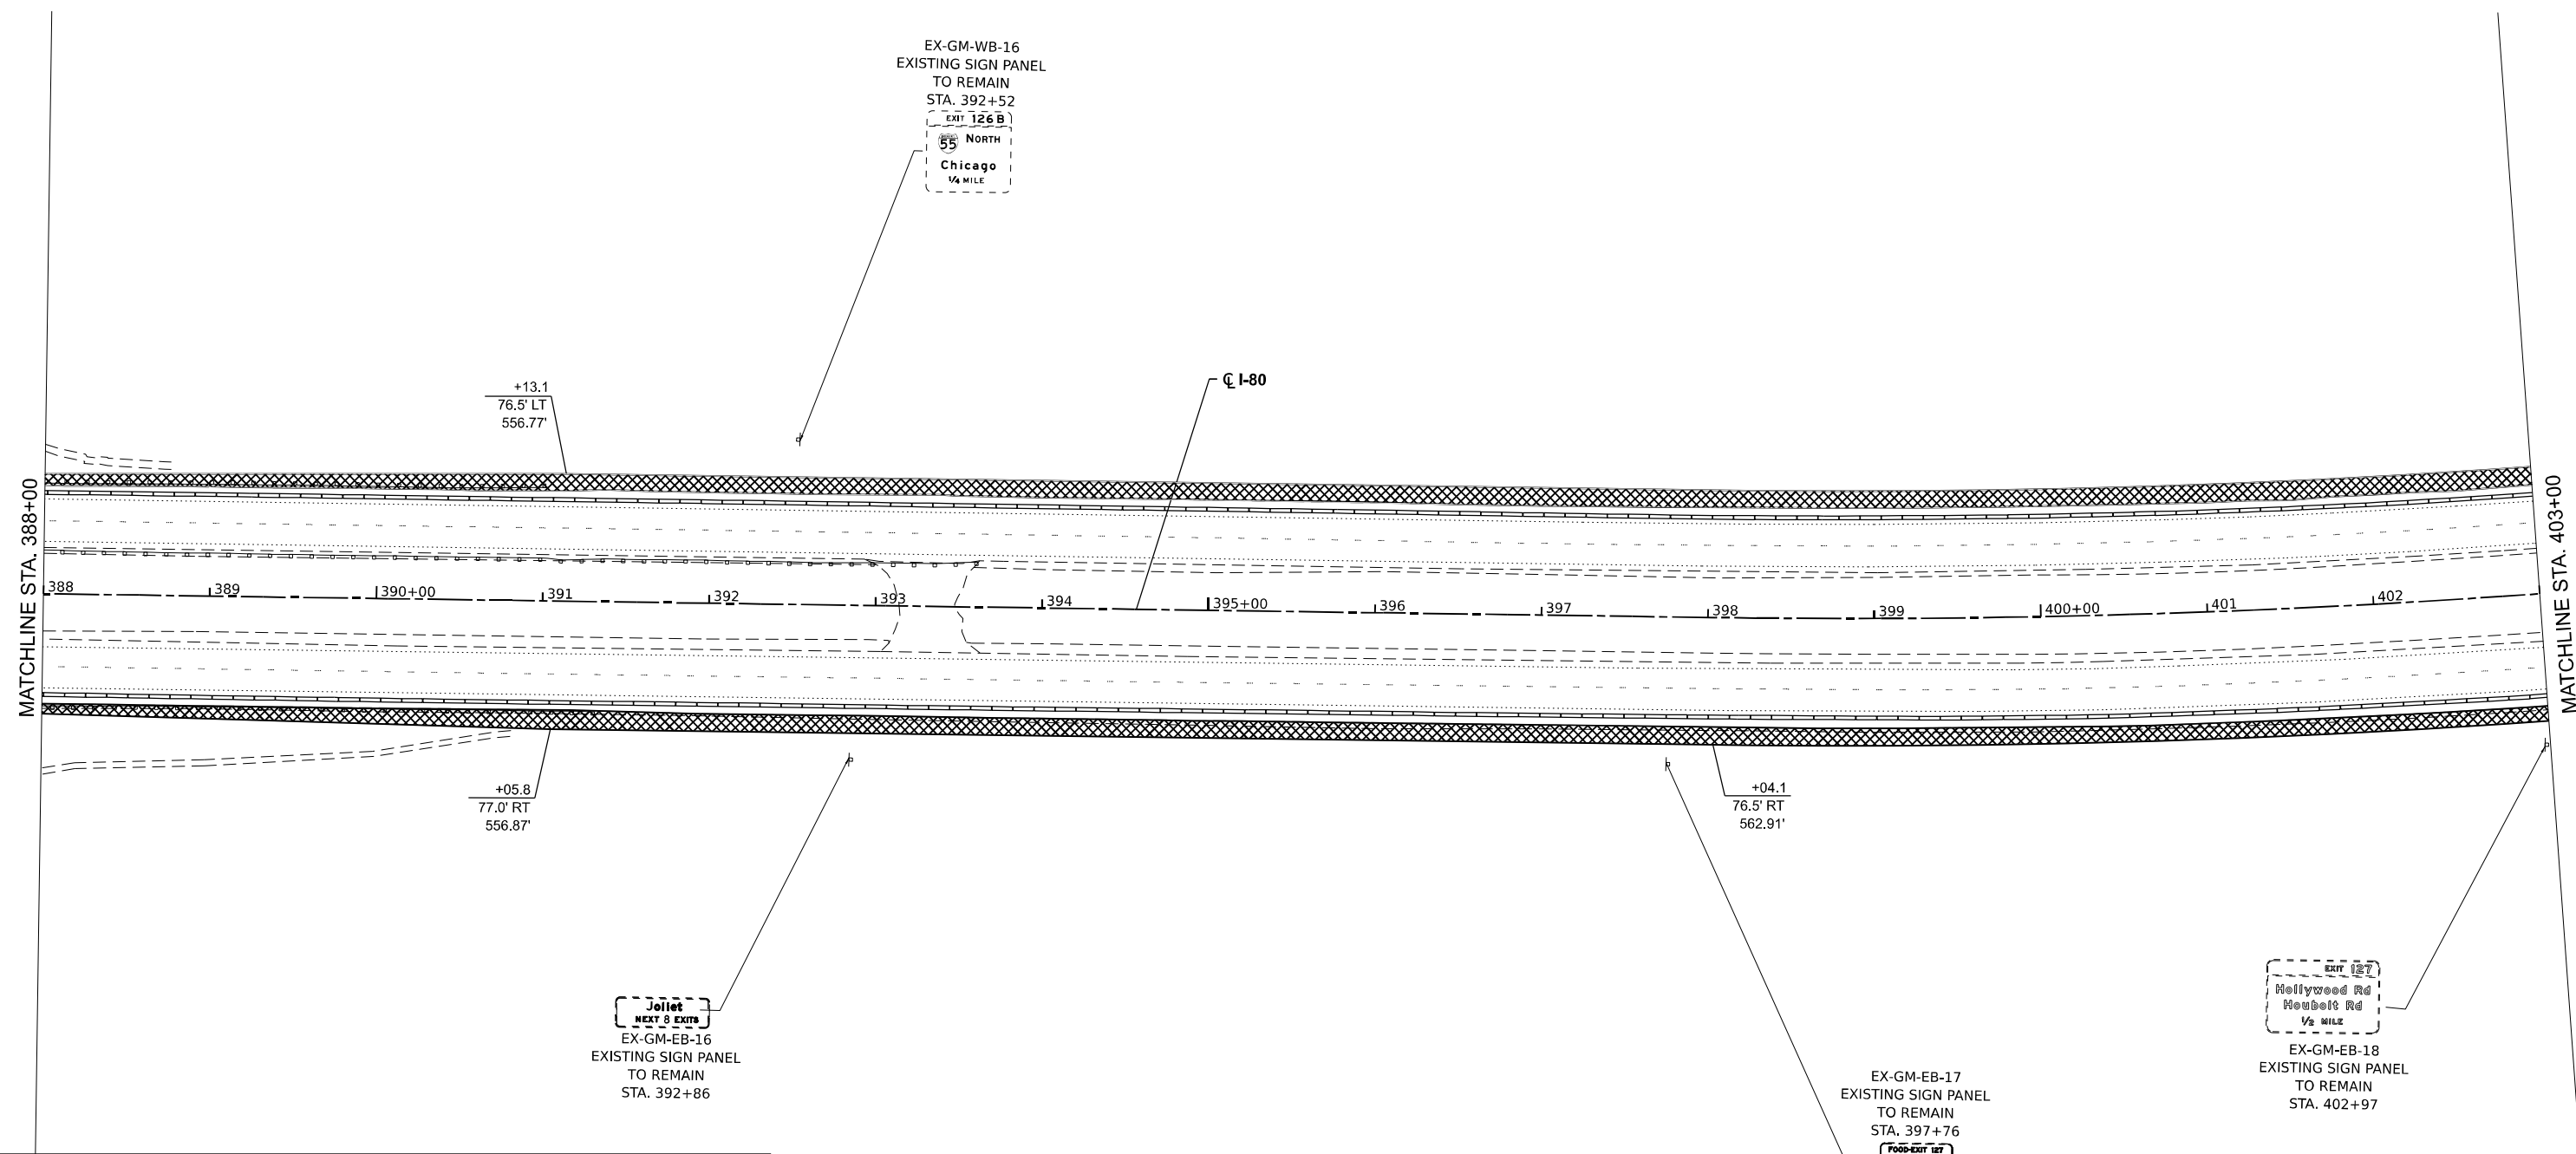 EX-GM-WB-16
EXISTING SIGN PANEL
TO REMAIN
STA. 392+52
EXIT 126 B
55 NORTH
Chicago
1/4 MILE
+13.1
76.5' LT
556.77'
℄ I-80
MATCHLINE STA. 388+00
MATCHLINE STA. 403+00
388 389 390+00 391 392 393 394 395+00 396 397 398 399 400+00 401 402
+05.8
77.0' RT
556.87'
+04.1
76.5' RT
562.91'
Joliet
NEXT 8 EXITS
EX-GM-EB-16
EXISTING SIGN PANEL
TO REMAIN
STA. 392+86
EX-GM-EB-17
EXISTING SIGN PANEL
TO REMAIN
STA. 397+76
FOOD-EXIT 127
EXIT 127
Hollywood Rd
Houbolt Rd
1/2 MILE
EX-GM-EB-18
EXISTING SIGN PANEL
TO REMAIN
STA. 402+97